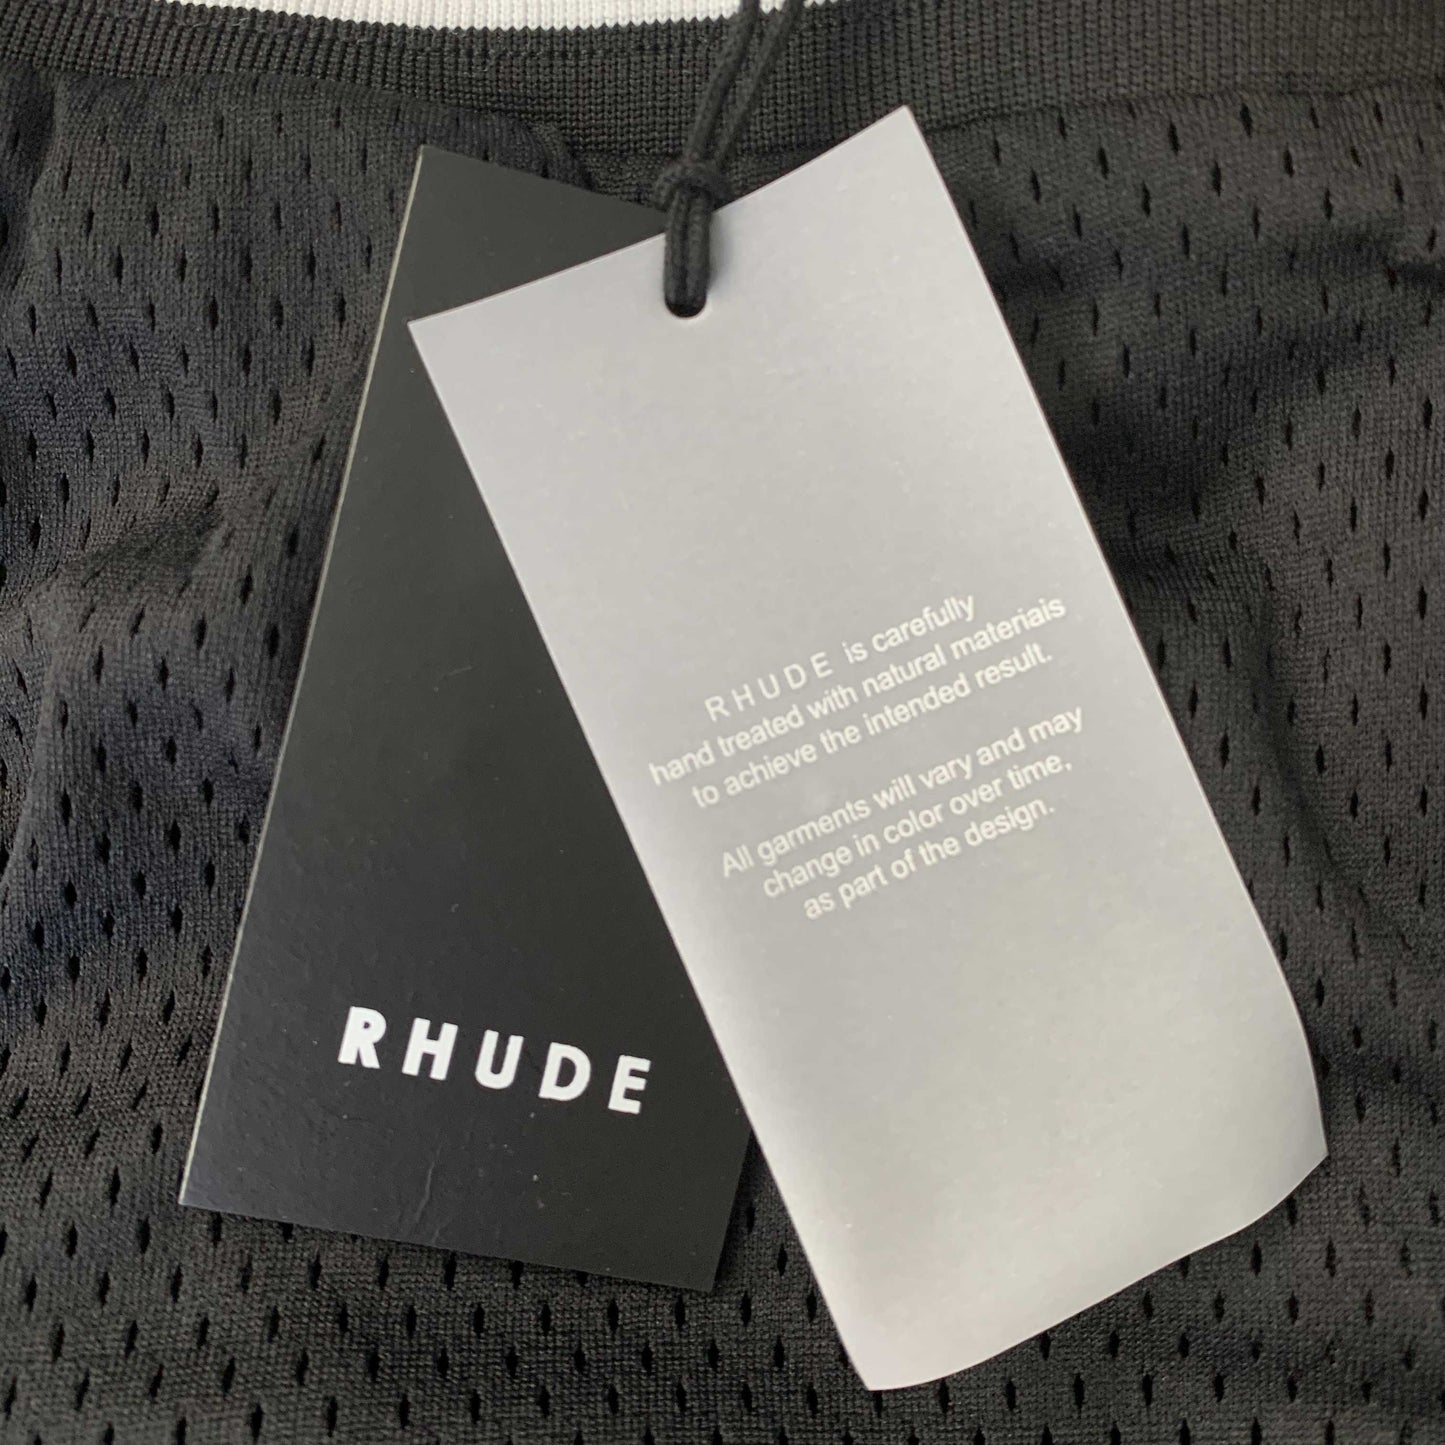 RHUDE is carefully
hand treated with natural materiais
to achieve the intended result.
All garments will vary and may
change in color over time,
as part of the design.
RHUDE